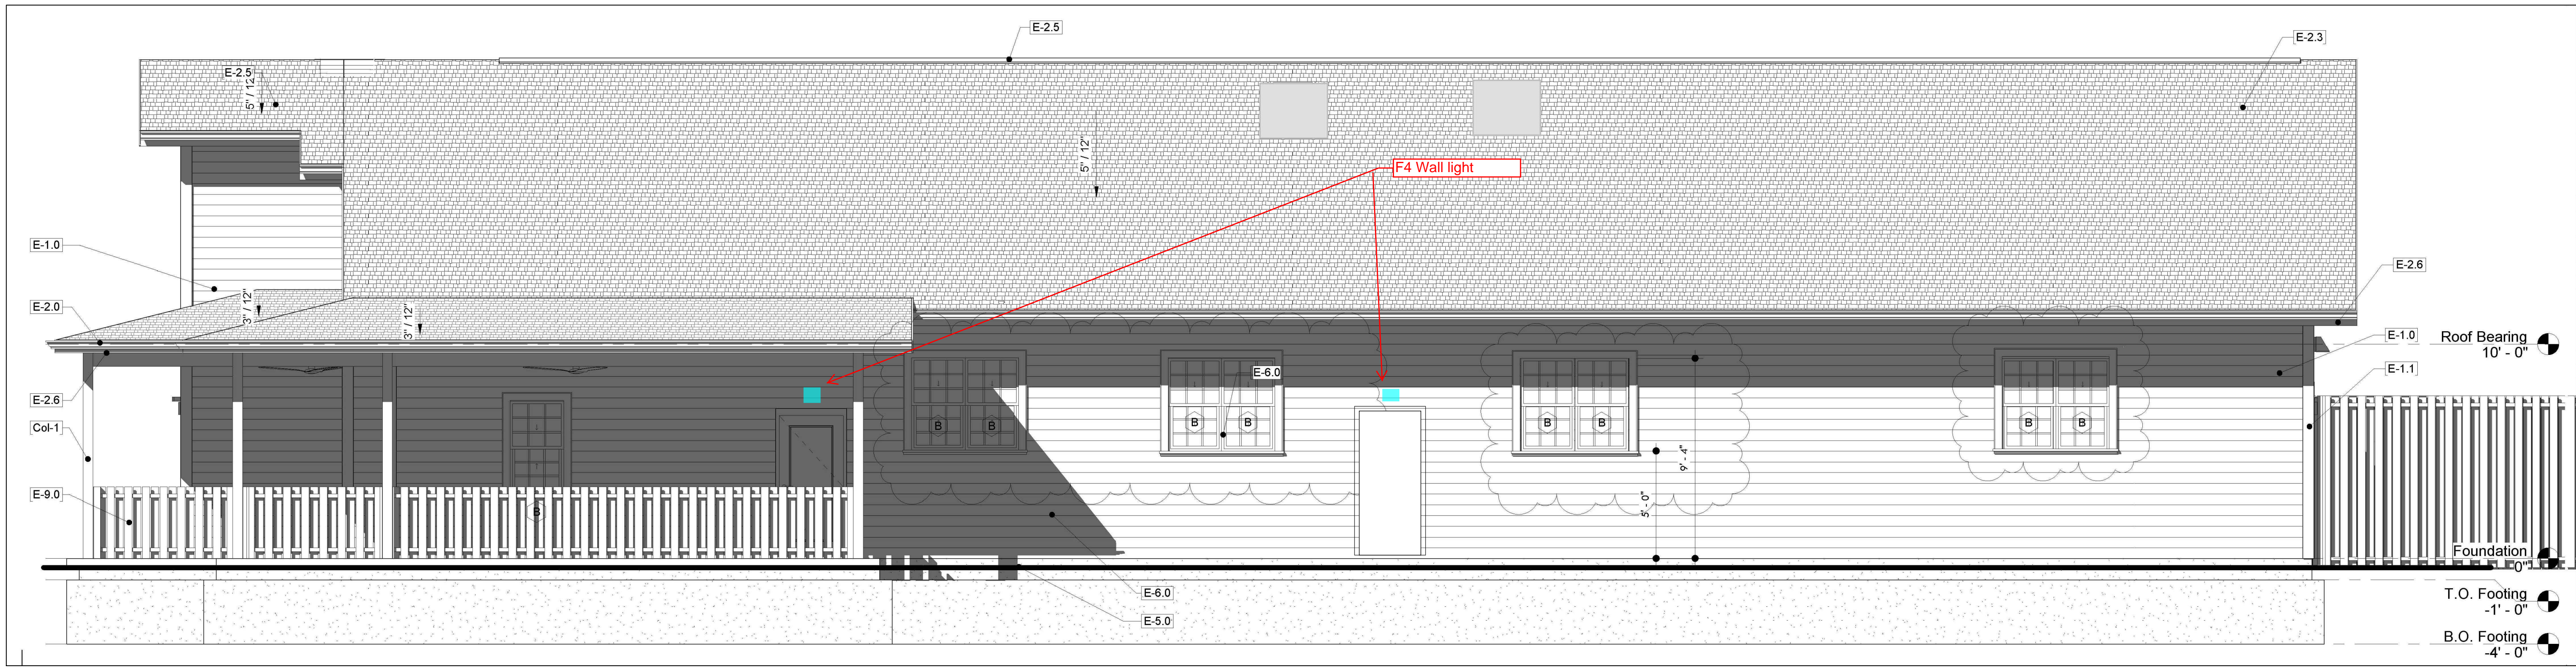 E-2.5
E-2.3
E-2.5
5" / 12"
5" / 12"
F4 Wall light
E-1.0
E-2.6
E-2.0
3" / 12"
3" / 12"
E-1.0
Roof Bearing
10' - 0"
E-1.1
E-6.0
E-2.6
Col-1
B
B
B
B
B
B
B
B
9' - 4"
5' - 0"
E-9.0
B
Foundation
0"
E-6.0
T.O. Footing
-1' - 0"
E-5.0
B.O. Footing
-4' - 0"